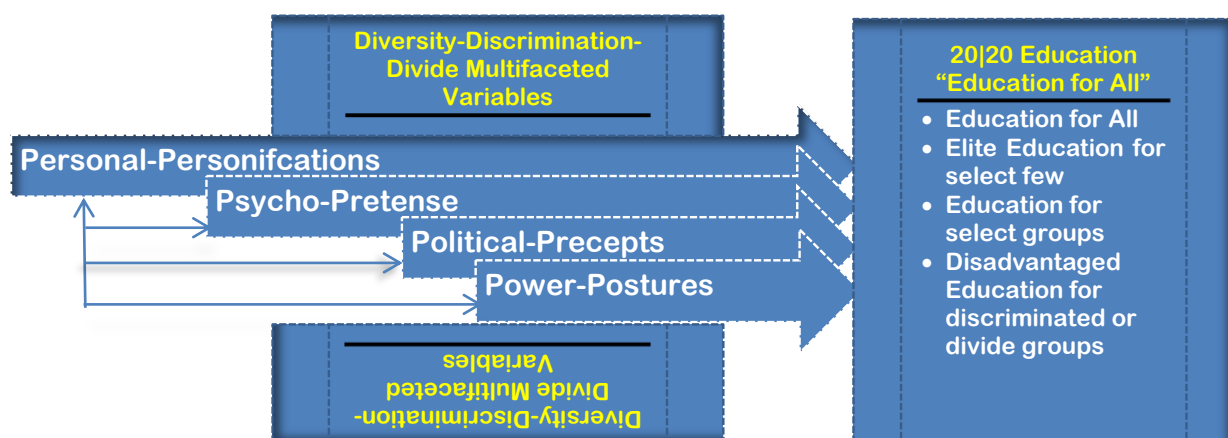 Diversity-Discrimination-
Divide Multifaceted
Variables
Personal-Personifcations
Psycho-Pretense
Political-Precepts
Power-Postures
Diversity-Discrimination-
Divide Multifaceted
Variables
20|20 Education
“Education for All”
• Education for All
• Elite Education for
select few
• Education for
select groups
• Disadvantaged
Education for
discriminated or
divide groups